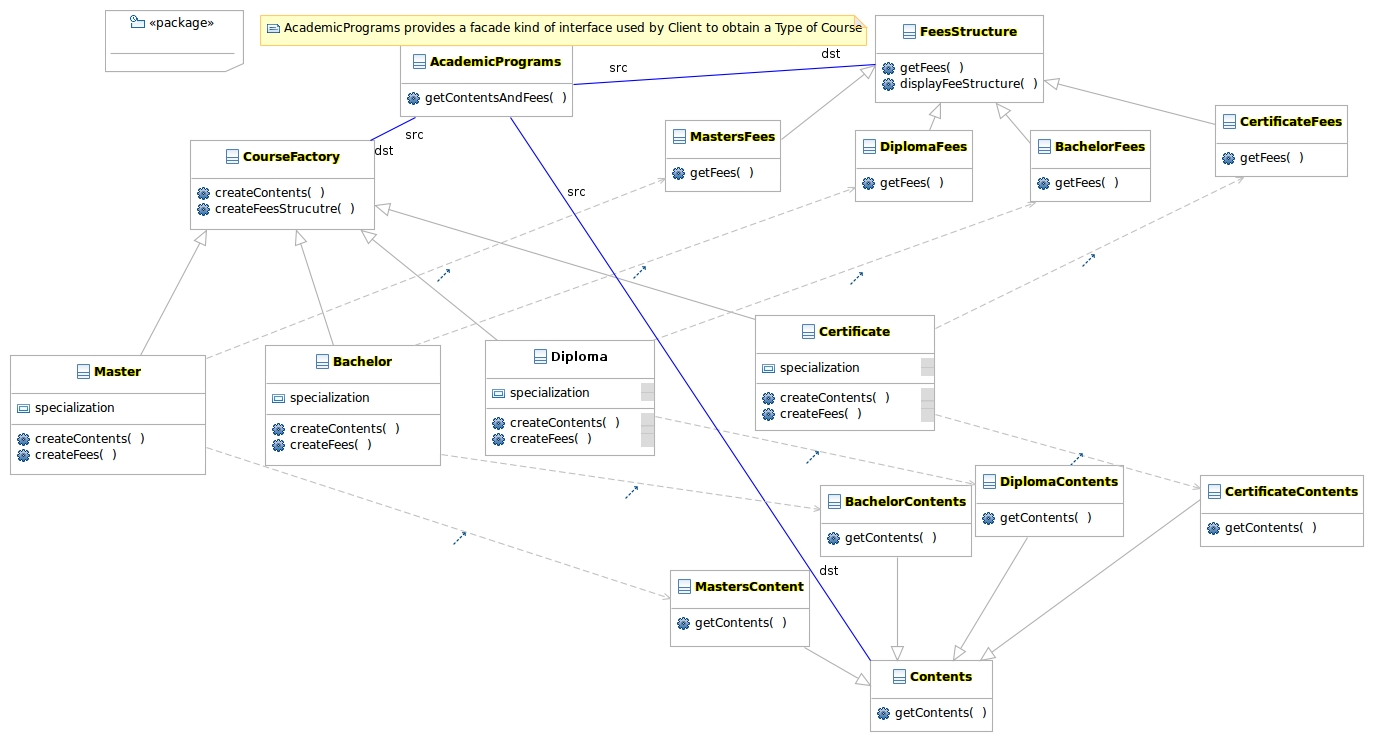 «package»
AcademicPrograms provides a facade kind of interface used by Client to obtain a Type of Course
AcademicPrograms
getContentsAndFees(  )
src
dst
FeesStructure
getFees(  )
displayFeeStructure(  )
src
dst
src
dst
CourseFactory
createContents(  )
createFeesStrucutre(  )
MastersFees
getFees(  )
DiplomaFees
getFees(  )
BachelorFees
getFees(  )
CertificateFees
getFees(  )
Master
specialization
createContents(  )
createFees(  )
Bachelor
specialization
createContents(  )
createFees(  )
Diploma
specialization
createContents(  )
createFees(  )
Certificate
specialization
createContents(  )
createFees(  )
BachelorContents
getContents(  )
DiplomaContents
getContents(  )
CertificateContents
getContents(  )
MastersContent
getContents(  )
Contents
getContents(  )